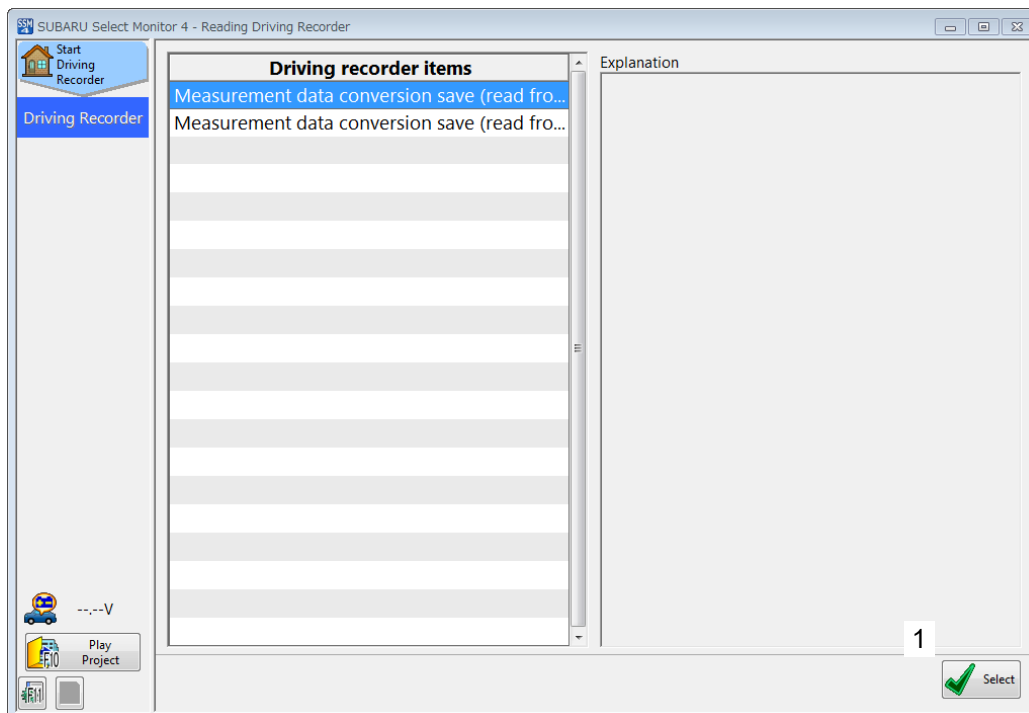 SSM SUBARU Select Monitor 4 - Reading Driving Recorder
Start
Driving
Recorder
Driving Recorder
Driving recorder items
Measurement data conversion save (read fro...
Measurement data conversion save (read fro...
Explanation
--.--V
Play
Project
F10
F11
1
Select